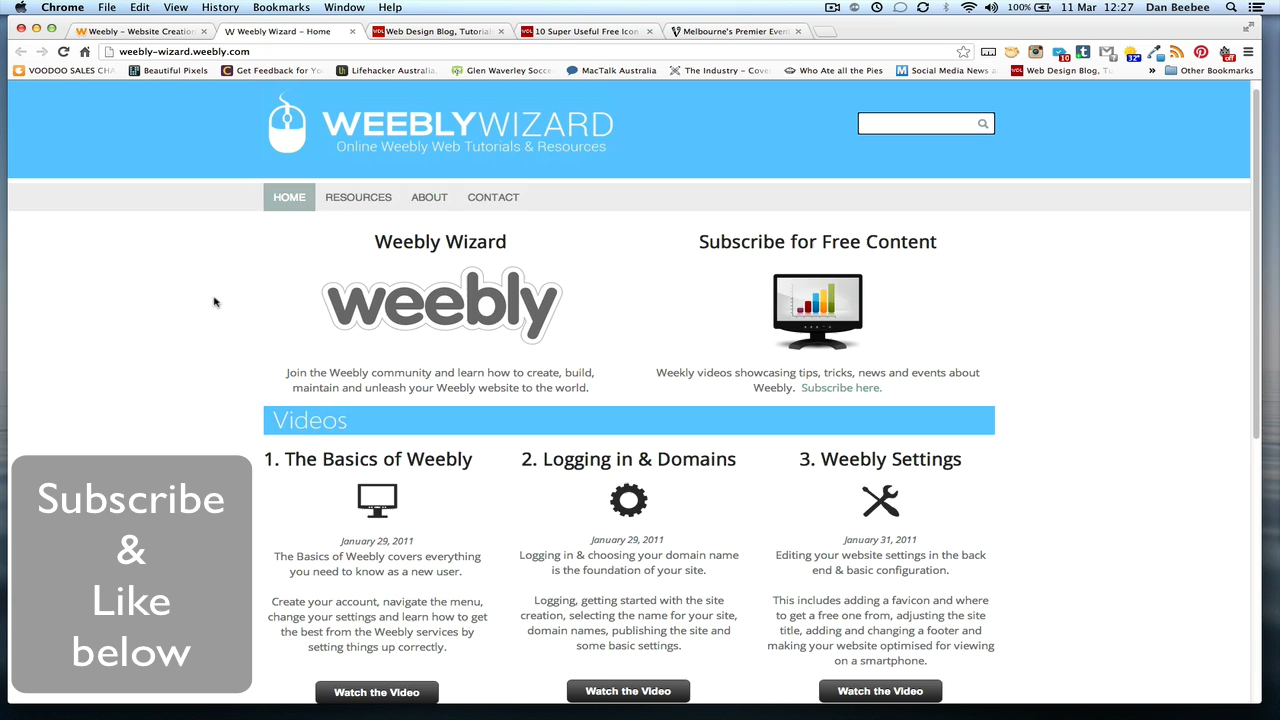 Chrome File Edit View History Bookmarks Window Help 100% 11 Mar 12:27 Dan Beebee
Weebly - Website Creation
Weebly Wizard - Home
Web Design Blog, Tutorial
10 Super Useful Free Icon
Melbourne's Premier Even
weebly-wizard.weebly.com
VOODOO SALES CHA
Beautiful Pixels
Get Feedback for Yo
Lifehacker Australia
Glen Waverley Socce
MacTalk Australia
The Industry – Cove
Who Ate all the Pies
Social Media News a
Web Design Blog, Tu
Other Bookmarks
WEEBLYWIZARD
Online Weebly Web Tutorials & Resources
HOME RESOURCES ABOUT CONTACT
Weebly Wizard
weebly
Join the Weebly community and learn how to create, build,
maintain and unleash your Weebly website to the world.
Subscribe for Free Content
Weebly videos showcasing tips, tricks, news and events about
Weebly. Subscribe here.
Videos
1. The Basics of Weebly
January 29, 2011
The Basics of Weebly covers everything
you need to know as a new user.
Create your account, navigate the menu,
change your settings and learn how to get
the best from the Weebly services by
setting things up correctly.
Watch the Video
2. Logging in & Domains
January 29, 2011
Logging in & choosing your domain name
is the foundation of your site.
Logging, getting started with the site
creation, selecting the name for your site,
domain names, publishing the site and
some basic settings.
Watch the Video
3. Weebly Settings
January 31, 2011
Editing your website settings in the back
end & basic configuration.
This includes adding a favicon and where
to get a free one from, adjusting the site
title, adding and changing a footer and
making your website optimised for viewing
on a smartphone.
Watch the Video
Subscribe
&
Like
below